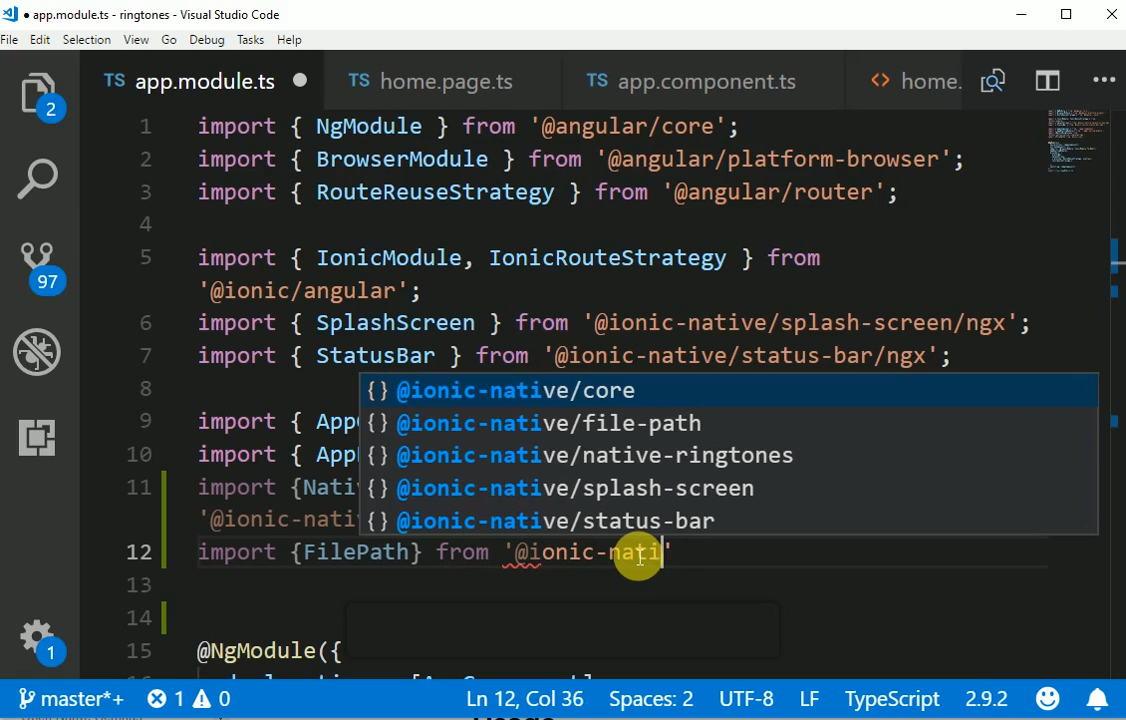 ● app.module.ts - ringtones - Visual Studio Code
File Edit Selection View Go Debug Tasks Help
2
97
1
TS app.module.ts ● TS home.page.ts TS app.component.ts <> home.
1 import { NgModule } from '@angular/core';
2 import { BrowserModule } from '@angular/platform-browser';
3 import { RouteReuseStrategy } from '@angular/router';
4
5 import { IonicModule, IonicRouteStrategy } from
'@ionic/angular';
6 import { SplashScreen } from '@ionic-native/splash-screen/ngx';
7 import { StatusBar } from '@ionic-native/status-bar/ngx';
8
{} @ionic-native/core
9 import { App
{} @ionic-native/file-path
10 import { App
{} @ionic-native/native-ringtones
11 import {Nati
{} @ionic-native/splash-screen
'@ionic-nati
{} @ionic-native/status-bar
12 import {FilePath} from '@ionic-nati'
13
14
15 @NgModule({
master*+ 1 0 Ln 12, Col 36 Spaces: 2 UTF-8 LF TypeScript 2.9.2